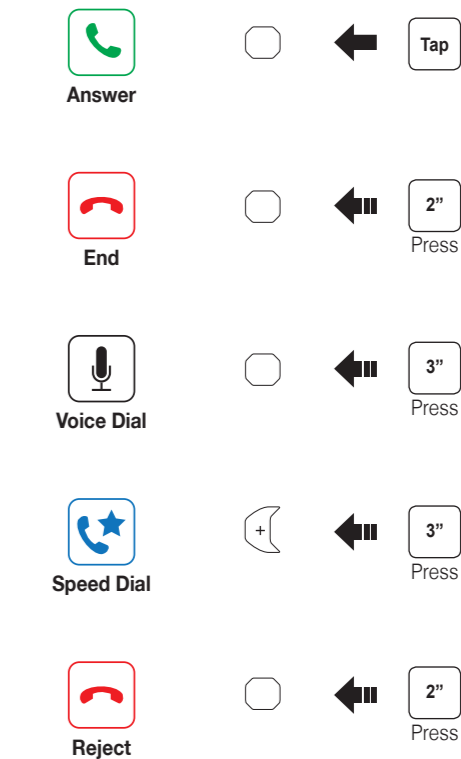 Tap
Answer
2”
Press
End
3”
Press
Voice Dial
+
3”
Press
Speed Dial
2”
Press
Reject